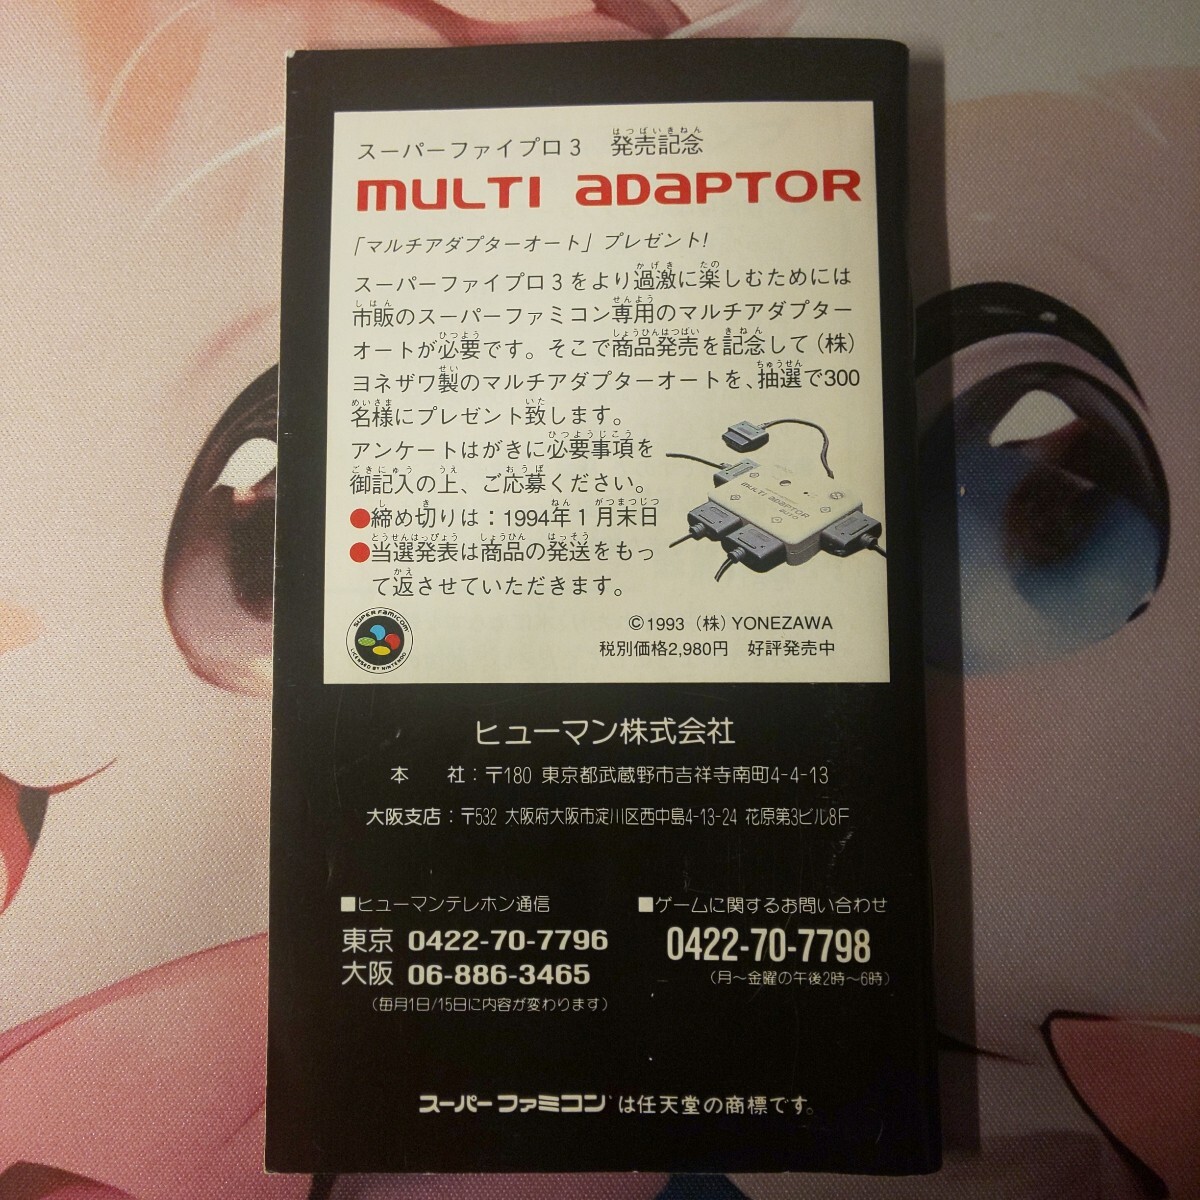 スーパーファイプロ3 発売記念
MULTI ADAPTOR
「マルチアダプターオート」プレゼント!
スーパーファイプロ3をより過激に楽しむためには
市販のスーパーファミコン専用のマルチアダプター
オートが必要です。そこで商品発売を記念して(株)
ヨネザワ製のマルチアダプターオートを、抽選で300
名様にプレゼント致します。
アンケートはがきに必要事項を
御記入の上、ご応募ください。
●締め切りは:1994年1月末日
●当選発表は商品の発送をもっ
て返させていただきます。
MULTI ADAPTOR
AUTO
SUPER FAMICOM
LICENSED BY NINTENDO
©1993(株)YONEZAWA
税別価格2,980円 好評発売中
ヒューマン株式会社
本 社:〒180 東京都武蔵野市吉祥寺南町4-4-13
大阪支店:〒532 大阪府大阪市淀川区西中島4-13-24 花原第3ビル8F
■ヒューマンテレホン通信
東京 0422-70-7796
大阪 06-886-3465
(毎月1日/15日に内容が変わります)
■ゲームに関するお問い合わせ
0422-70-7798
(月〜金曜の午後2時〜6時)
スーパーファミコンは任天堂の商標です。